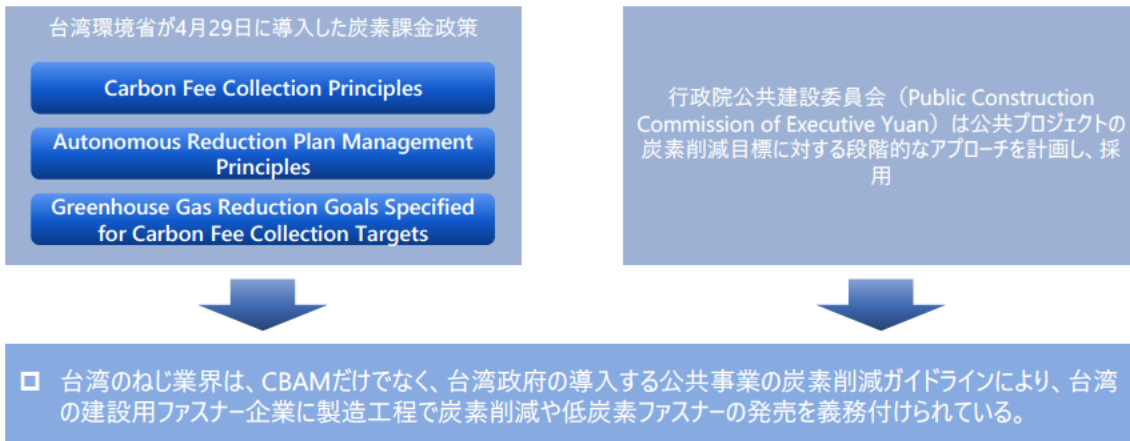 台湾環境省が4月29日に導入した炭素課金政策
Carbon Fee Collection Principles
Autonomous Reduction Plan Management
Principles
Greenhouse Gas Reduction Goals Specified
for Carbon Fee Collection Targets
行政院公共建設委員会（Public Construction
Commission of Executive Yuan）は公共プロジェクトの
炭素削減目標に対する段階的なアプローチを計画し、採
用
台湾のねじ業界は、CBAMだけでなく、台湾政府の導入する公共事業の炭素削減ガイドラインにより、台湾
の建設用ファスナー企業に製造工程で炭素削減や低炭素ファスナーの発売を義務付けられている。